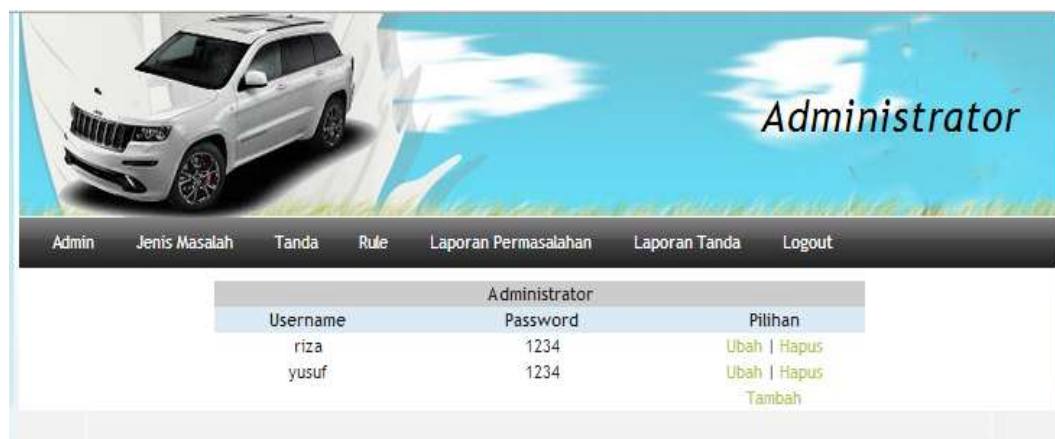 Administrator
Admin Jenis Masalah Tanda Rule Laporan Permasalahan Laporan Tanda Logout
Administrator
Username Password Pilihan
riza 1234 Ubah | Hapus
yusuf 1234 Ubah | Hapus
Tambah